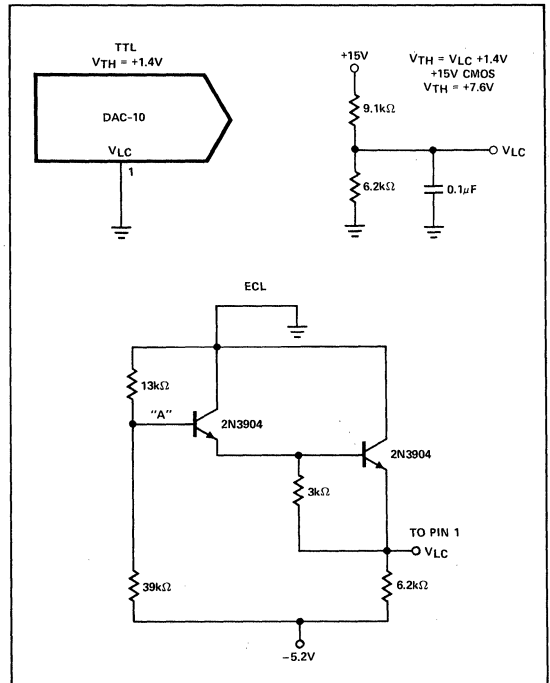 TTL
VTH = +1.4V
DAC-10
VLC
1
+15V
9.1kΩ
6.2kΩ
0.1μF
VLC
VTH = VLC +1.4V
+15V CMOS
VTH = +7.6V
ECL
13kΩ
"A"
2N3904
2N3904
3kΩ
TO PIN 1
VLC
39kΩ
6.2kΩ
−5.2V